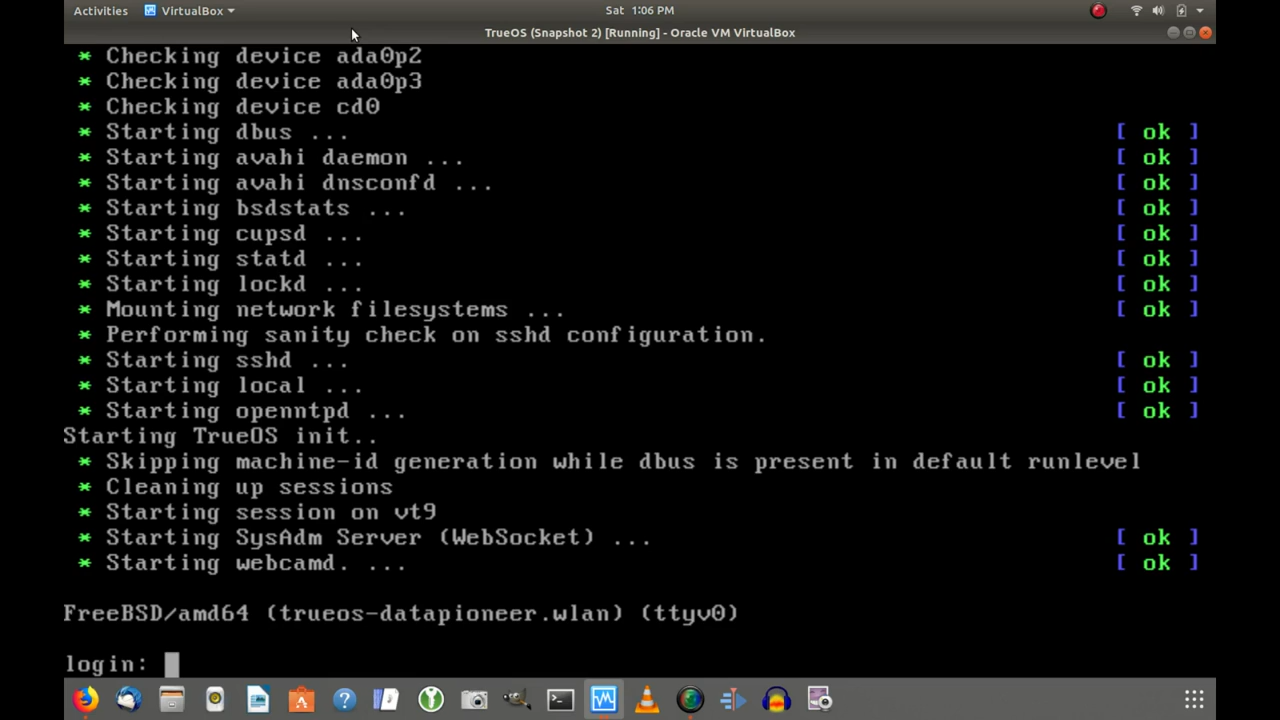 Activities VirtualBox Sat 1:06 PM
TrueOS (Snapshot 2) [Running] - Oracle VM VirtualBox
* Checking device ada0p2
* Checking device ada0p3
* Checking device cd0
* Starting dbus ... [ ok ]
* Starting avahi daemon ... [ ok ]
* Starting avahi dnsconfd ... [ ok ]
* Starting bsdstats ... [ ok ]
* Starting cupsd ... [ ok ]
* Starting statd ... [ ok ]
* Starting lockd ... [ ok ]
* Mounting network filesystems ... [ ok ]
* Performing sanity check on sshd configuration.
* Starting sshd ... [ ok ]
* Starting local ... [ ok ]
* Starting openntpd ... [ ok ]
Starting TrueOS init..
* Skipping machine-id generation while dbus is present in default runlevel
* Cleaning up sessions
* Starting session on vt9
* Starting SysAdm Server (WebSocket) ... [ ok ]
* Starting webcamd. ... [ ok ]
FreeBSD/amd64 (trueos-datapioneer.wlan) (ttyv0)
login: